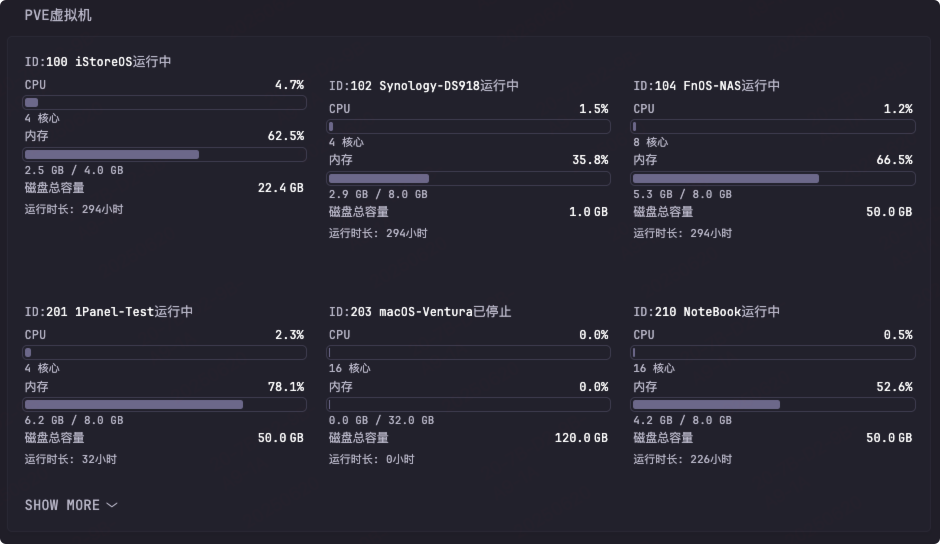 PVE虚拟机
ID:100 iStoreOS运行中
CPU 4.7%
4 核心
内存 62.5%
2.5 GB / 4.0 GB
磁盘总容量 22.4 GB
运行时长: 294小时
ID:102 Synology-DS918运行中
CPU 1.5%
4 核心
内存 35.8%
2.9 GB / 8.0 GB
磁盘总容量 1.0 GB
运行时长: 294小时
ID:104 FnOS-NAS运行中
CPU 1.2%
8 核心
内存 66.5%
5.3 GB / 8.0 GB
磁盘总容量 50.0 GB
运行时长: 294小时
ID:201 1Panel-Test运行中
CPU 2.3%
4 核心
内存 78.1%
6.2 GB / 8.0 GB
磁盘总容量 50.0 GB
运行时长: 32小时
ID:203 macOS-Ventura已停止
CPU 0.0%
16 核心
内存 0.0%
0.0 GB / 32.0 GB
磁盘总容量 120.0 GB
运行时长: 0小时
ID:210 NoteBook运行中
CPU 0.5%
16 核心
内存 52.6%
4.2 GB / 8.0 GB
磁盘总容量 50.0 GB
运行时长: 226小时
SHOW MORE